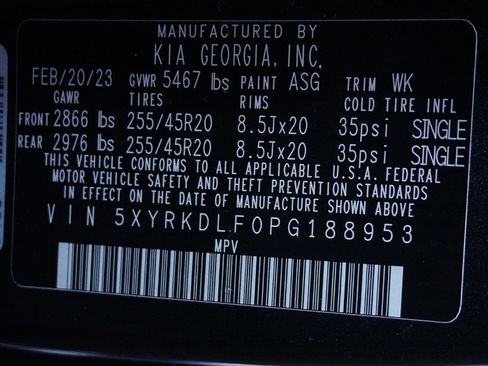 MANUFACTURED BY
KIA GEORGIA, INC,
FEB/20/23 GVWR 5467 lbs PAINT ASG TRIM WK
GAWR TIRES RIMS COLD TIRE INFL
FRONT 2866 lbs 255/45R20 8.5Jx20 35psi SINGLE
REAR 2976 lbs 255/45R20 8.5Jx20 35psi SINGLE
THIS VEHICLE CONFORMS TO ALL APPLICABLE U.S.A. FEDERAL
MOTOR VEHICLE SAFETY AND THEFT PREVENTION STANDARDS
IN EFFECT ON THE DATE OF MANUFACTURE SHOWN ABOVE
VIN 5XYRKDLF0PG188953
MPV